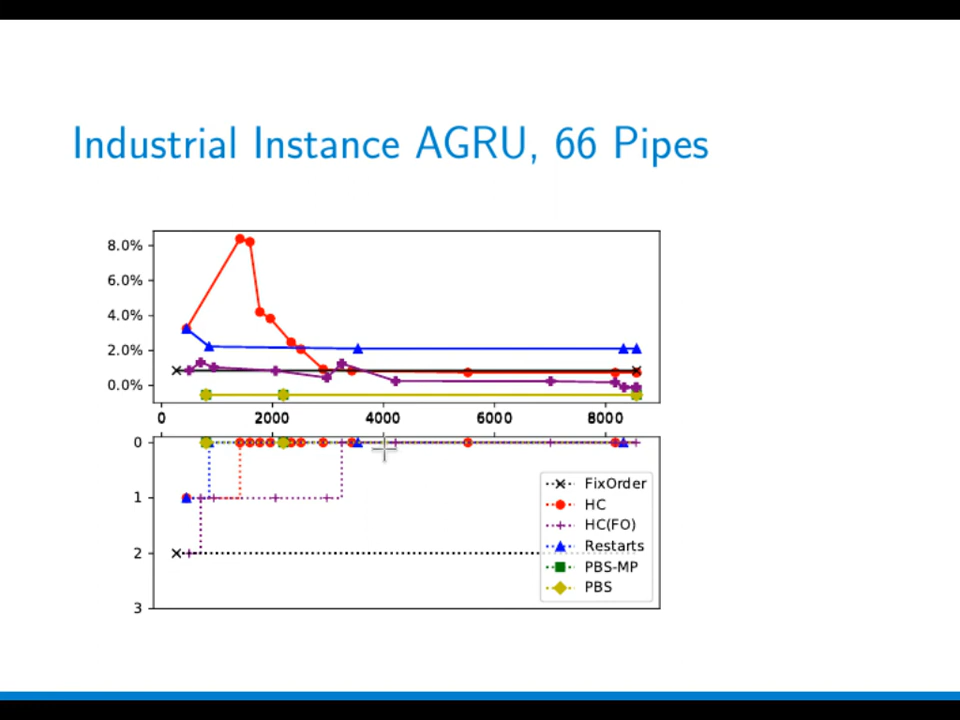 Industrial Instance AGRU, 66 Pipes
8.0%
6.0%
4.0%
2.0%
0.0%
0 2000 4000 6000 8000
0
1
2
3
FixOrder
HC
HC(FO)
Restarts
PBS-MP
PBS